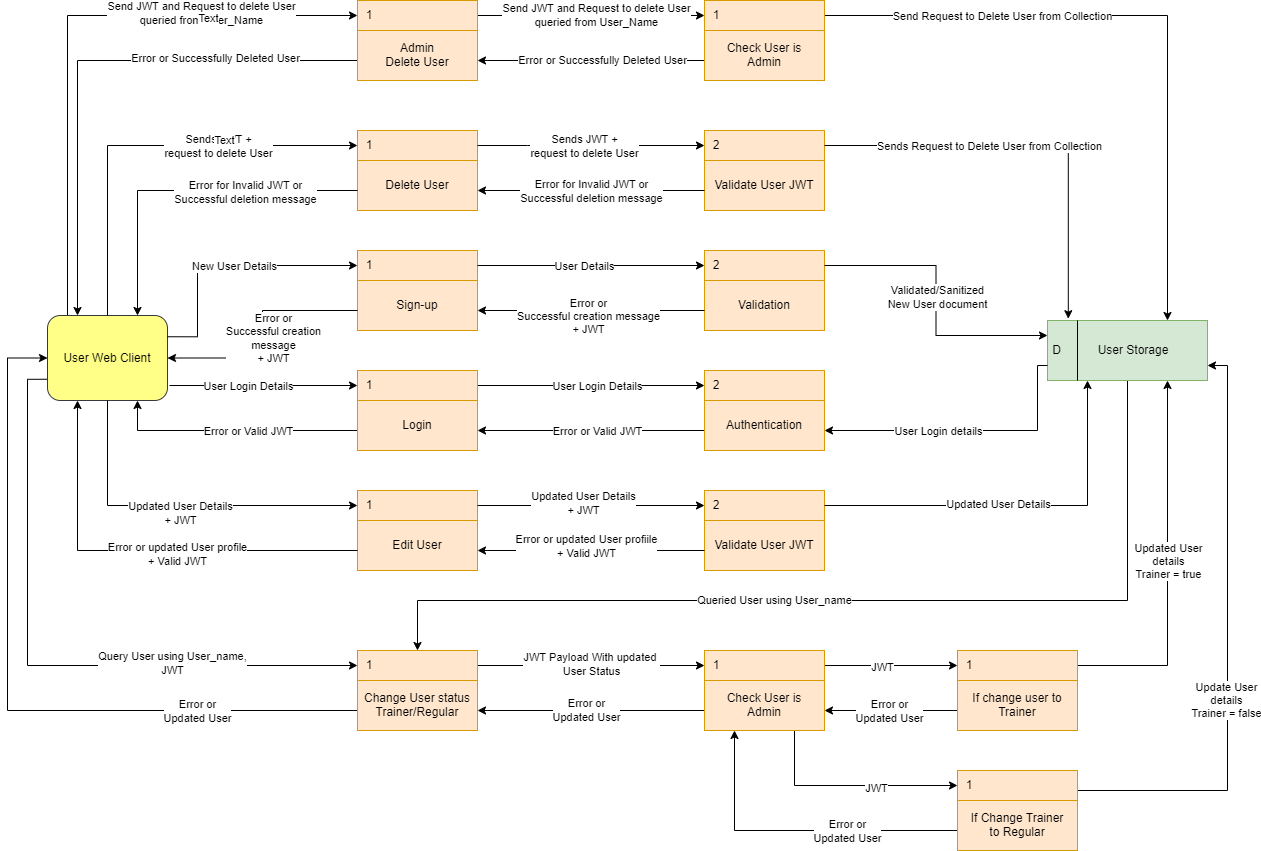 Send JWT and Request to delete User
queried from
Text
er_Name
1
Admin
Delete User
Send JWT and Request to delete User
queried from User_Name
1
Check User is
Admin
Send Request to Delete User from Collection
Error or Successfully Deleted User
Error or Successfully Deleted User
Sends
Text
T +
request to delete User
1
Delete User
Sends JWT +
request to delete User
2
Validate User JWT
Sends Request to Delete User from Collection
Error for Invalid JWT or
Successful deletion message
Error for Invalid JWT or
Successful deletion message
New User Details
1
Sign-up
User Details
2
Validation
Validated/Sanitized
New User document
Error or
Successful creation
message
+ JWT
Error or
Successful creation message
+ JWT
User Web Client
D
User Storage
User Login Details
1
Login
User Login Details
2
Authentication
Error or Valid JWT
Error or Valid JWT
User Login details
Updated User Details
+ JWT
1
Edit User
Updated User Details
+ JWT
2
Validate User JWT
Updated User Details
Error or updated User profile
+ Valid JWT
Error or updated User profiile
+ Valid JWT
Updated User
details
Trainer = true
Queried User using User_name
Query User using User_name,
JWT
1
Change User status
Trainer/Regular
JWT Payload With updated
User Status
1
Check User is
Admin
JWT
1
If change user to
Trainer
Error or
Updated User
Error or
Updated User
Error or
Updated User
Update User
details
Trainer = false
JWT
1
If Change Trainer
to Regular
Error or
Updated User